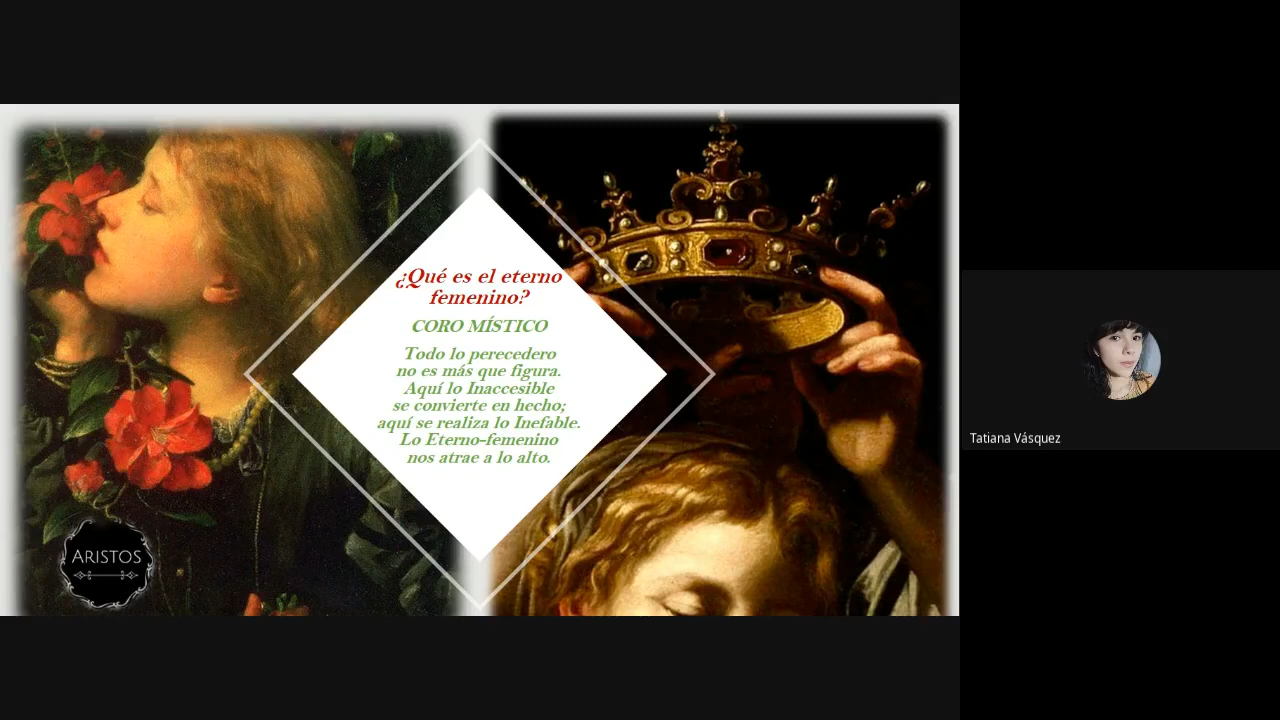 ¿Qué es el eterno
femenino?
CORO MÍSTICO
Todo lo perecedero
no es más que figura.
Aquí lo Inaccesible
se convierte en hecho;
aquí se realiza lo Inefable.
Lo Eterno-femenino
nos atrae a lo alto.
ARISTOS
Tatiana Vásquez